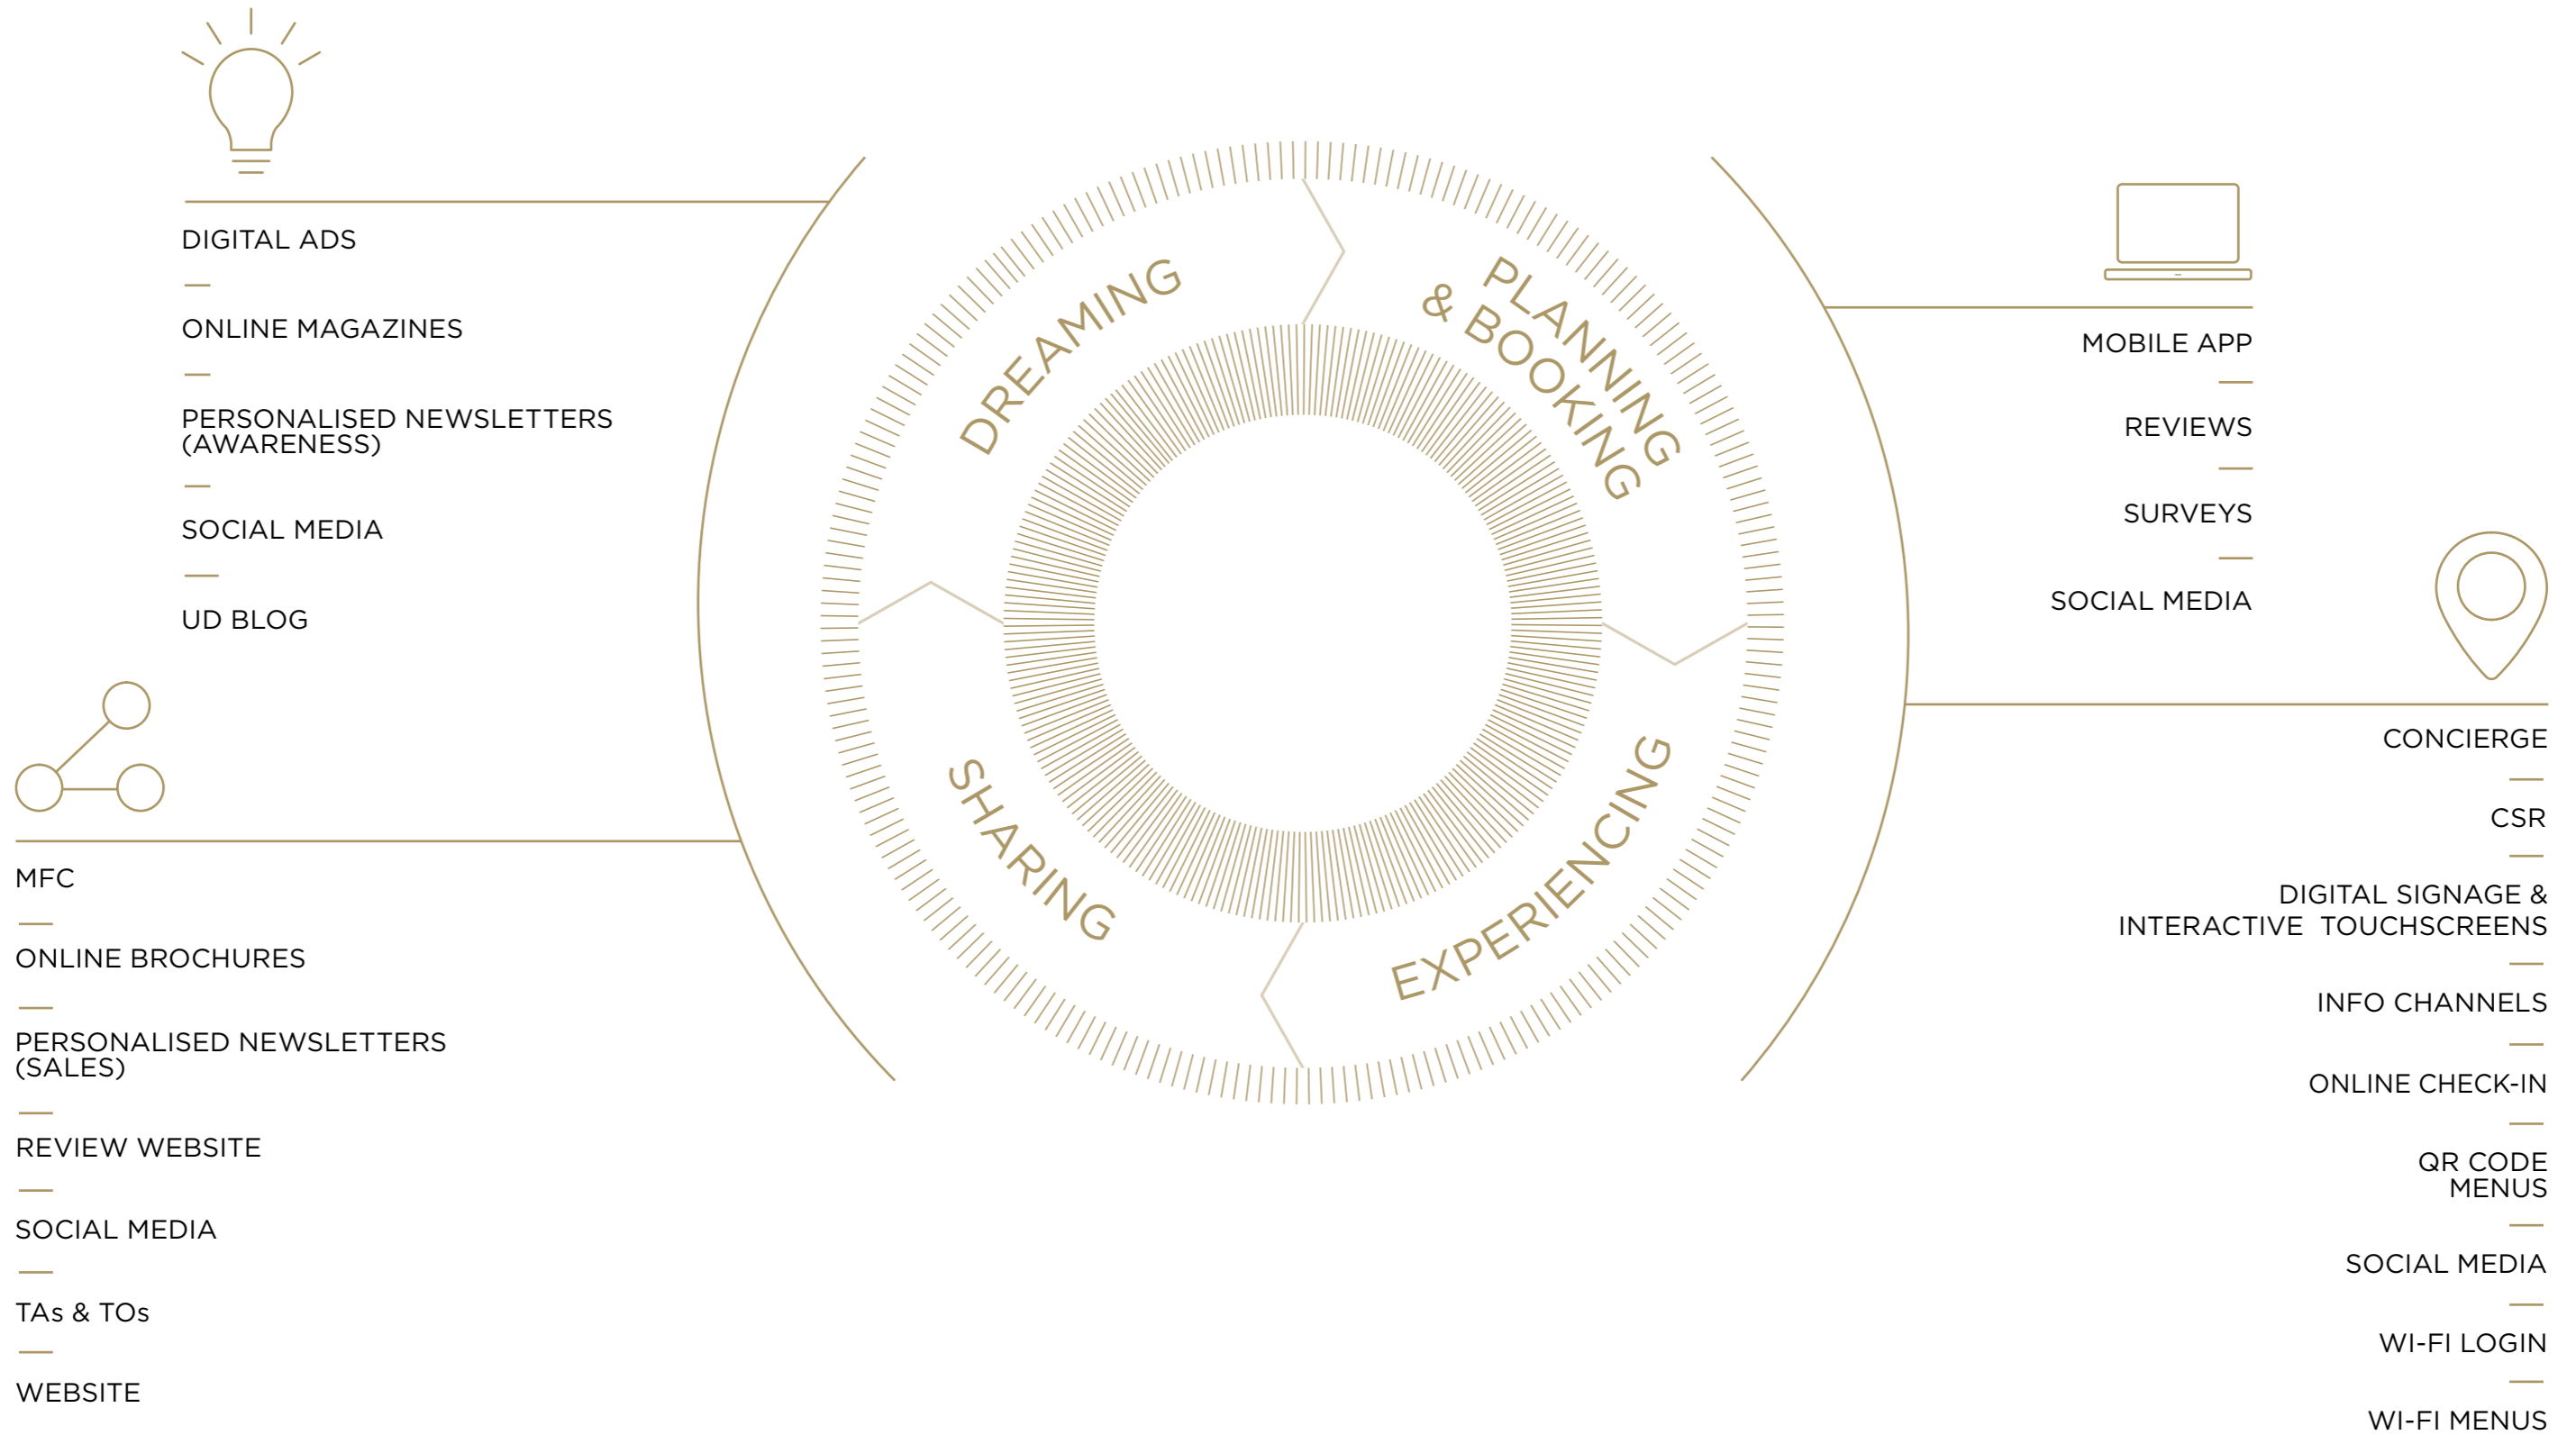 DIGITAL ADS
ONLINE MAGAZINES
PERSONALISED NEWSLETTERS
(AWARENESS)
SOCIAL MEDIA
UD BLOG
DREAMING
PLANNING
& BOOKING
EXPERIENCING
SHARING
MOBILE APP
REVIEWS
SURVEYS
SOCIAL MEDIA
MFC
ONLINE BROCHURES
PERSONALISED NEWSLETTERS
(SALES)
REVIEW WEBSITE
SOCIAL MEDIA
TAs & TOs
WEBSITE
CONCIERGE
CSR
DIGITAL SIGNAGE &
INTERACTIVE TOUCHSCREENS
INFO CHANNELS
ONLINE CHECK-IN
QR CODE
MENUS
SOCIAL MEDIA
WI-FI LOGIN
WI-FI MENUS